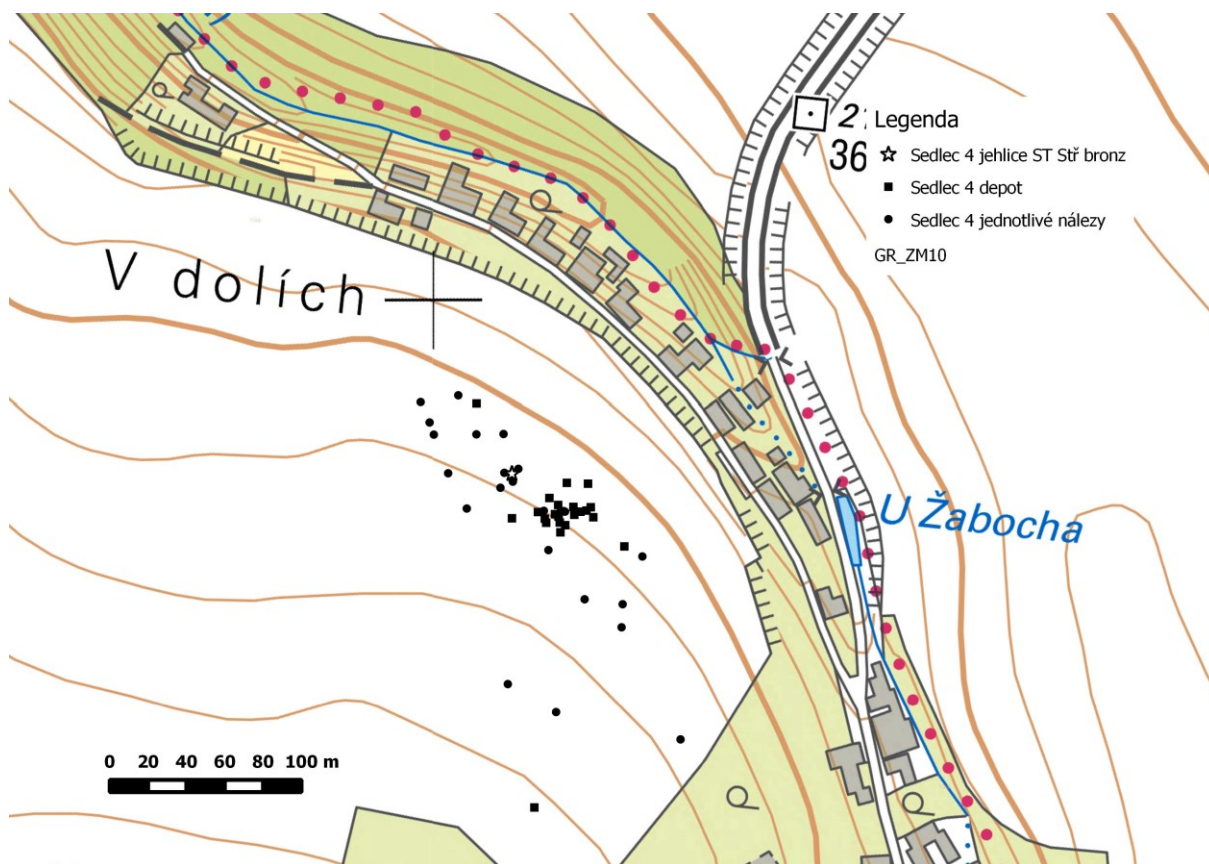 2
36
Legenda
Sedlec 4 jehlice ST Stř bronz
Sedlec 4 depot
Sedlec 4 jednotlivé nálezy
GR_ZM10
V dolích
U Žabocha
0 20 40 60 80 100 m